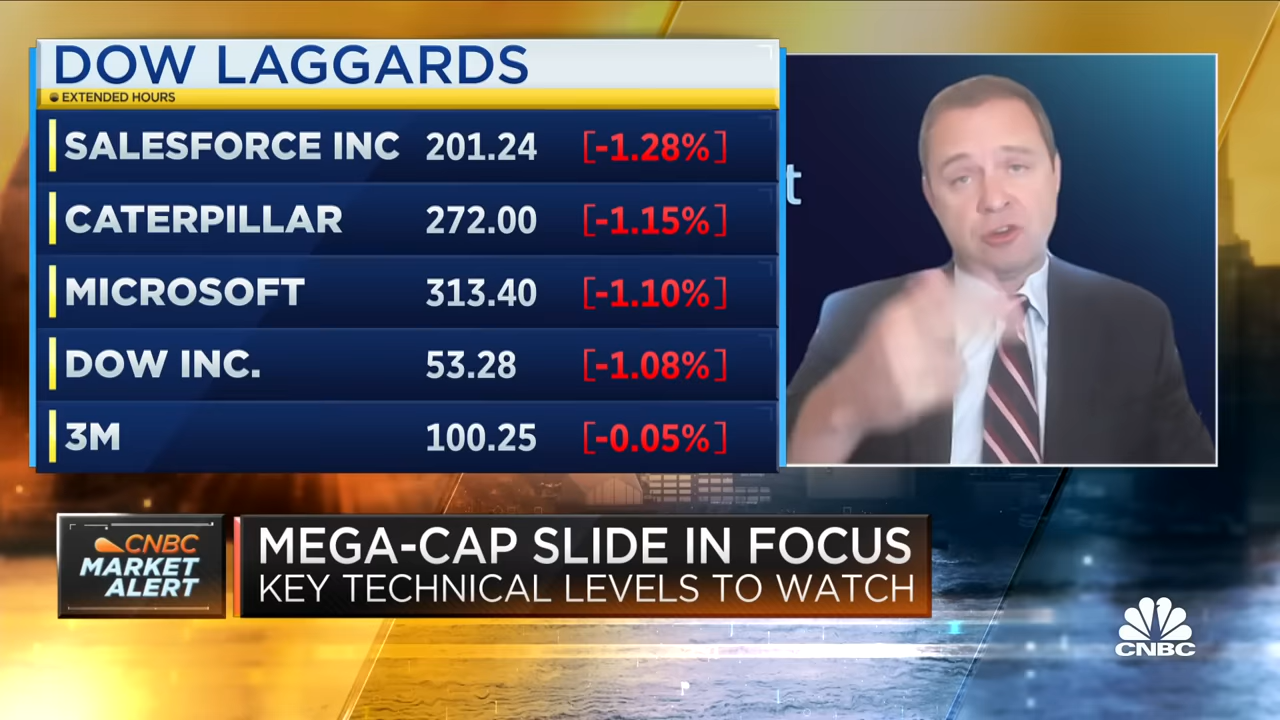 DOW LAGGARDS
EXTENDED HOURS
SALESFORCE INC 201.24 [-1.28%]
CATERPILLAR 272.00 [-1.15%]
MICROSOFT 313.40 [-1.10%]
DOW INC. 53.28 [-1.08%]
3M 100.25 [-0.05%]
t
CNBC
MARKET
ALERT
MEGA-CAP SLIDE IN FOCUS
KEY TECHNICAL LEVELS TO WATCH
CNBC
P